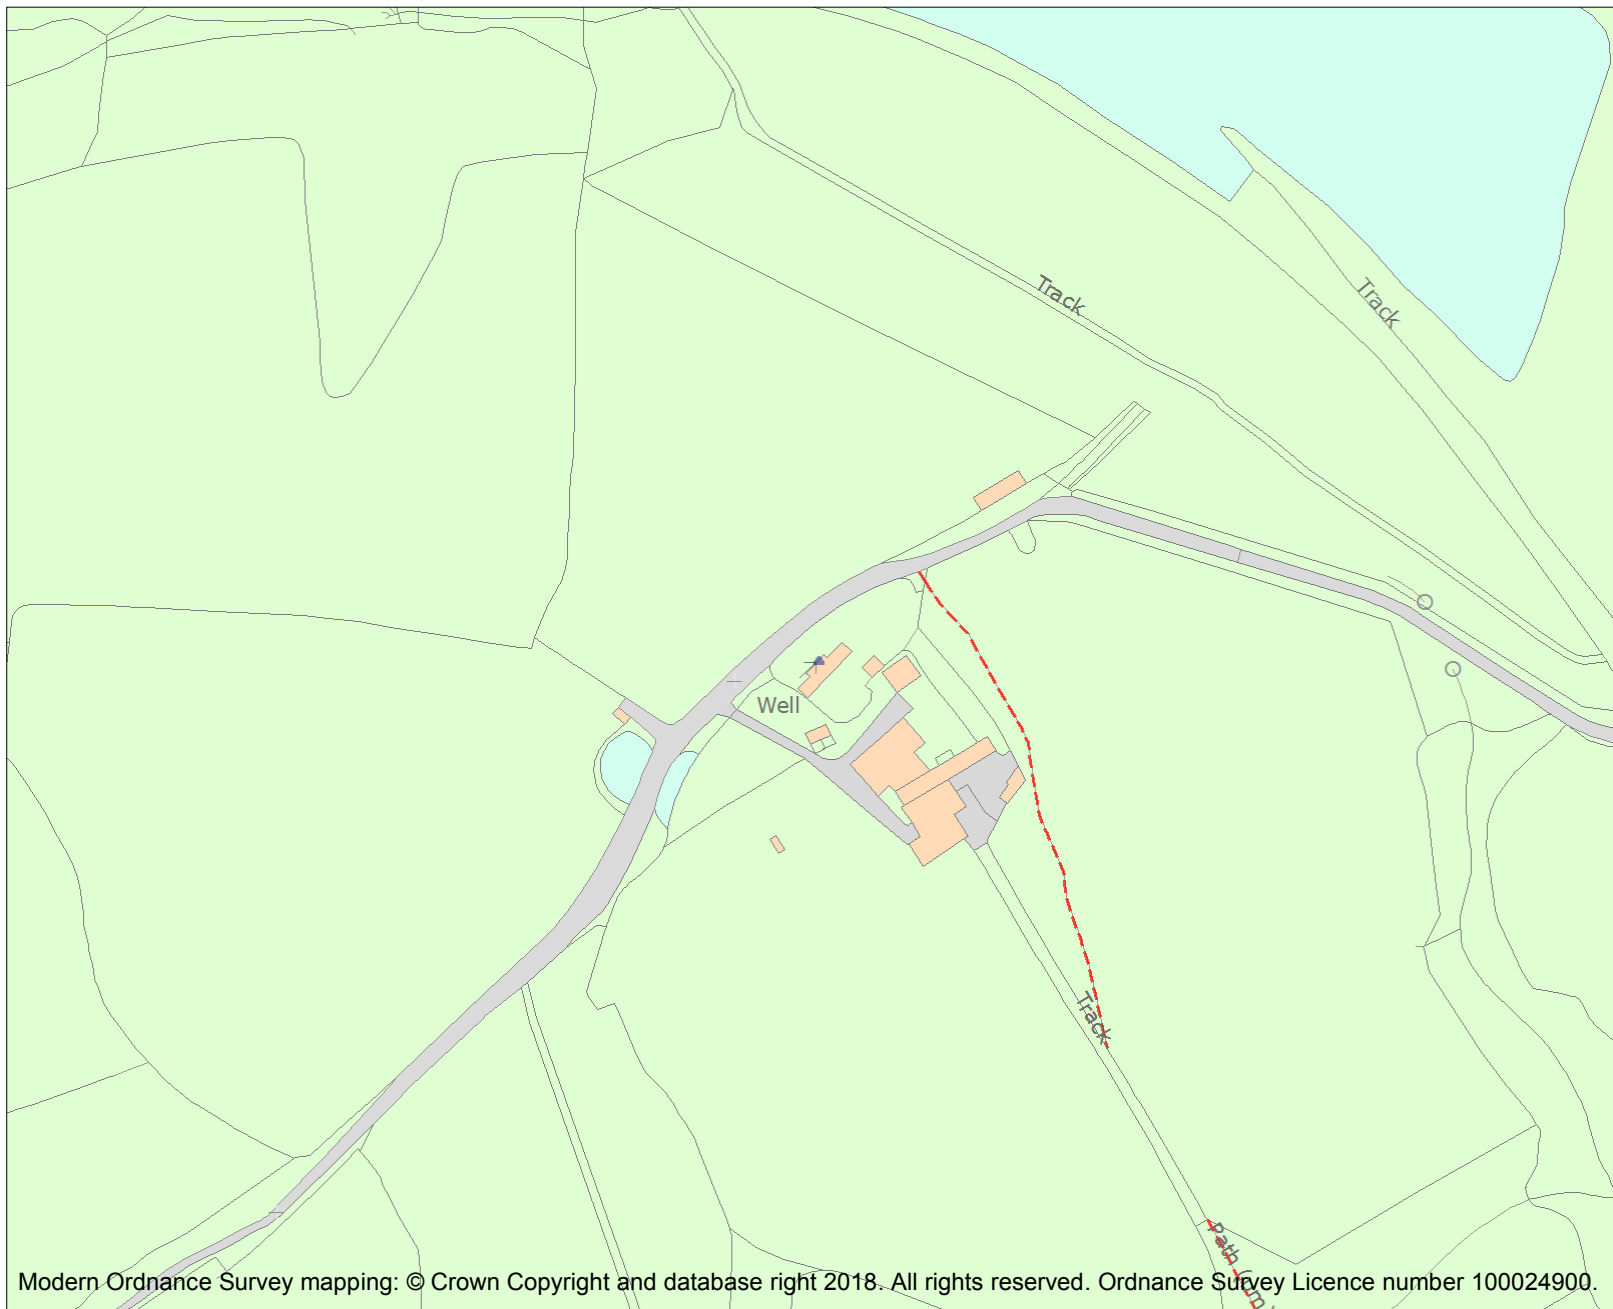 Track
Track
Well
Track
Path (um)
Modern Ordnance Survey mapping: © Crown Copyright and database right 2018. All rights reserved. Ordnance Survey Licence number 100024900.